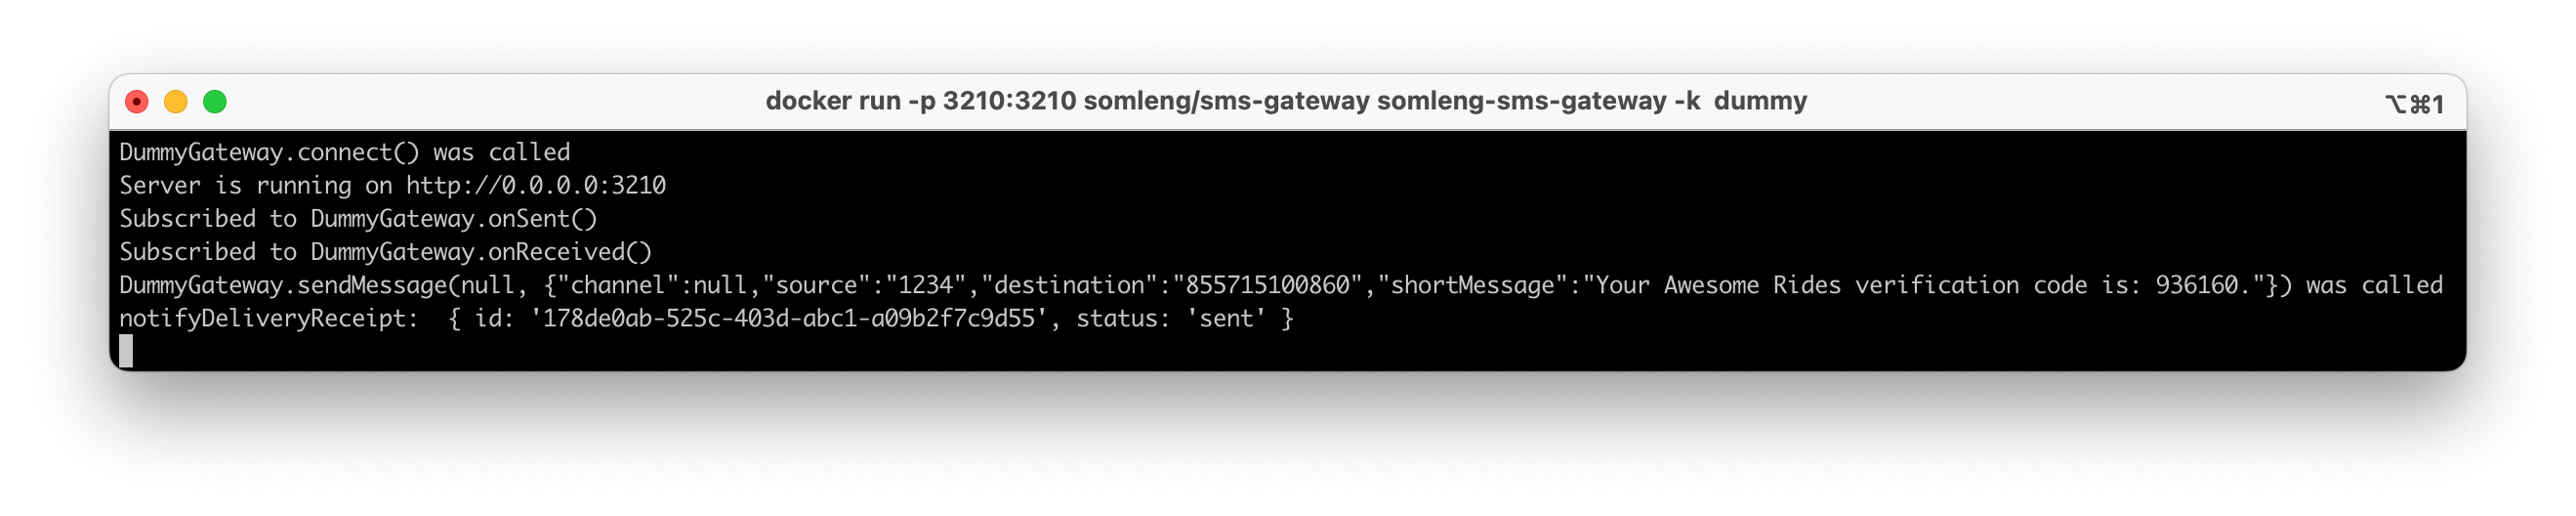 docker run -p 3210:3210 somleng/sms-gateway somleng-sms-gateway -k  dummy
⌥⌘1
DummyGateway.connect() was called
Server is running on http://0.0.0.0:3210
Subscribed to DummyGateway.onSent()
Subscribed to DummyGateway.onReceived()
DummyGateway.sendMessage(null, {"channel":null,"source":"1234","destination":"855715100860","shortMessage":"Your Awesome Rides verification code is: 936160."}) was called
notifyDeliveryReceipt:  { id: '178de0ab-525c-403d-abc1-a09b2f7c9d55', status: 'sent' }